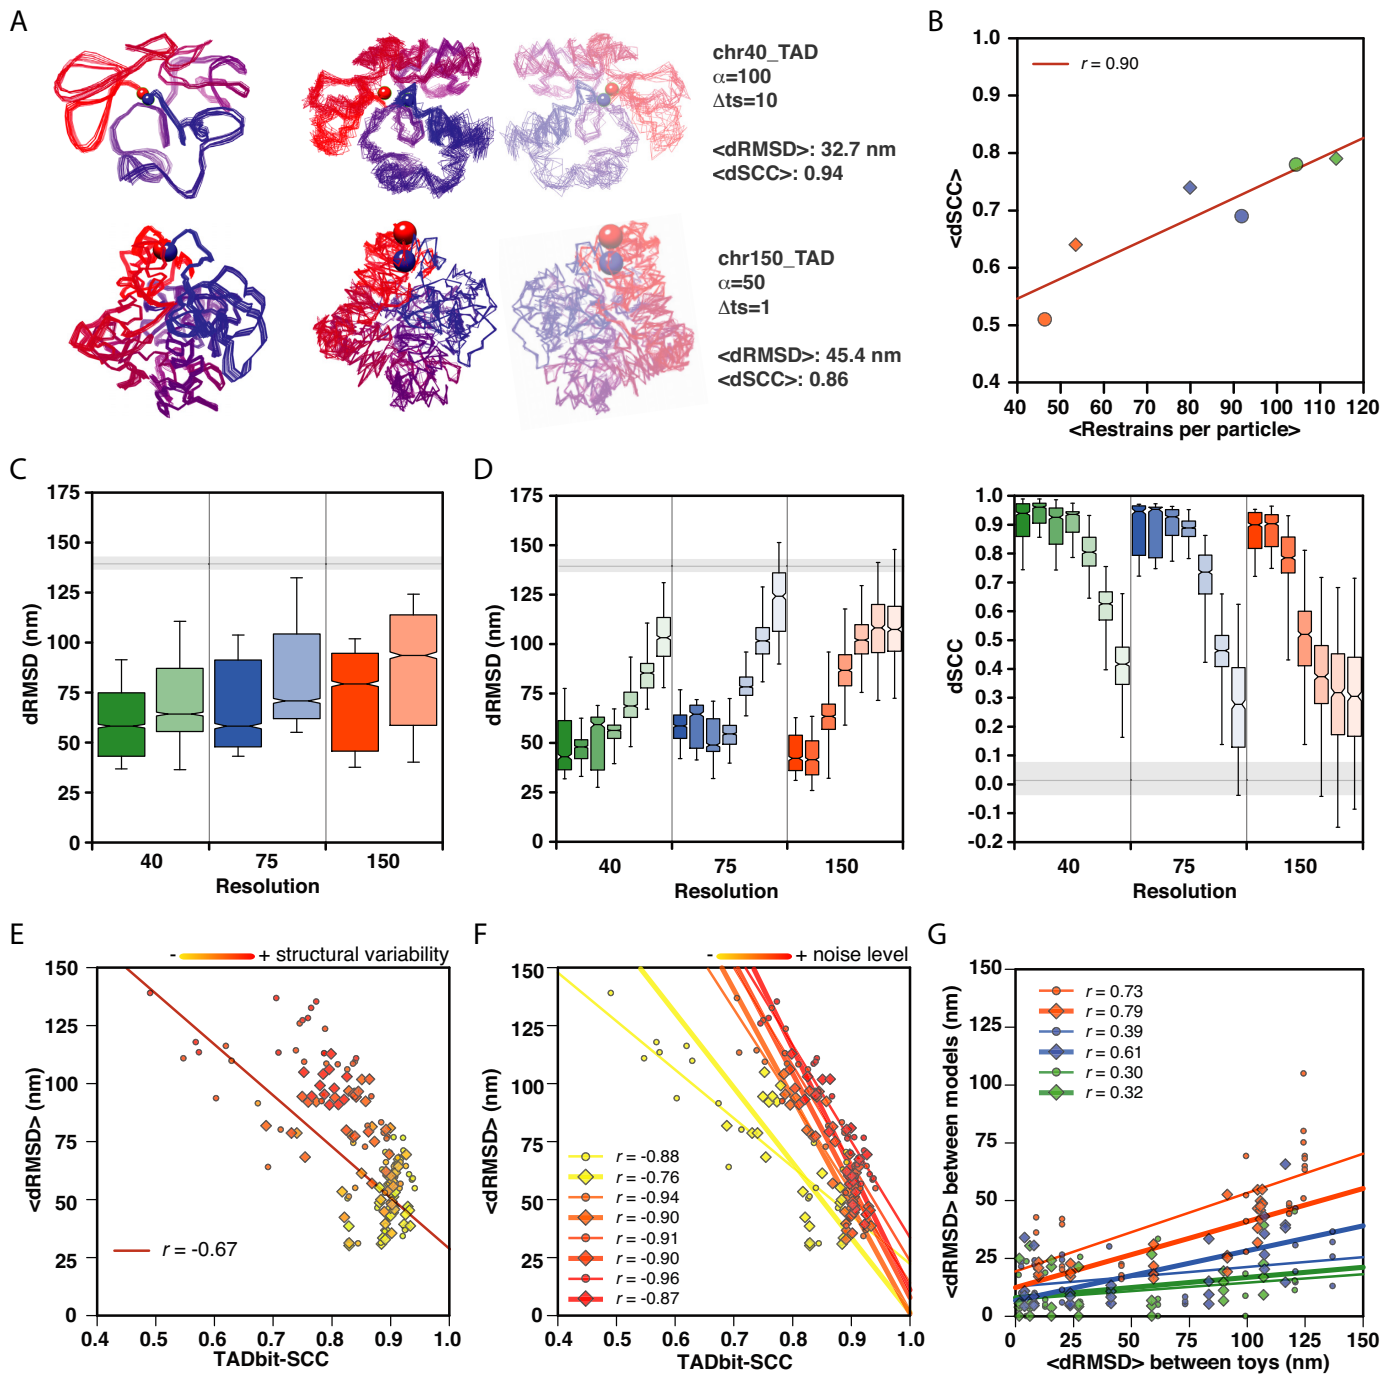 A
chr40_TAD
α=100
Δts=10
<dRMSD>: 32.7 nm
<dSCC>: 0.94
chr150_TAD
α=50
Δts=1
<dRMSD>: 45.4 nm
<dSCC>: 0.86
B
<dSCC>
1.0
0.9
0.8
0.7
0.6
0.5
0.4
r = 0.90
40 50 60 70 80 90 100 110 120
<Restrains per particle>
C
dRMSD (nm)
175
150
125
100
75
50
25
0
40 75 150
Resolution
D
dRMSD (nm)
175
150
125
100
75
50
25
0
40 75 150
Resolution
dSCC
1.0
0.9
0.8
0.7
0.6
0.5
0.4
0.3
0.2
0.1
0.0
-0.1
-0.2
40 75 150
Resolution
E
- + structural variability
<dRMSD> (nm)
150
125
100
75
50
25
0
r = -0.67
0.4 0.5 0.6 0.7 0.8 0.9 1.0
TADbit-SCC
F
- + noise level
<dRMSD> (nm)
150
125
100
75
50
25
0
r = -0.88
r = -0.76
r = -0.94
r = -0.90
r = -0.91
r = -0.90
r = -0.96
r = -0.87
0.4 0.5 0.6 0.7 0.8 0.9 1.0
TADbit-SCC
G
<dRMSD> between models (nm)
150
125
100
75
50
25
0
r = 0.73
r = 0.79
r = 0.39
r = 0.61
r = 0.30
r = 0.32
0 25 50 75 100 125 150
<dRMSD> between toys (nm)